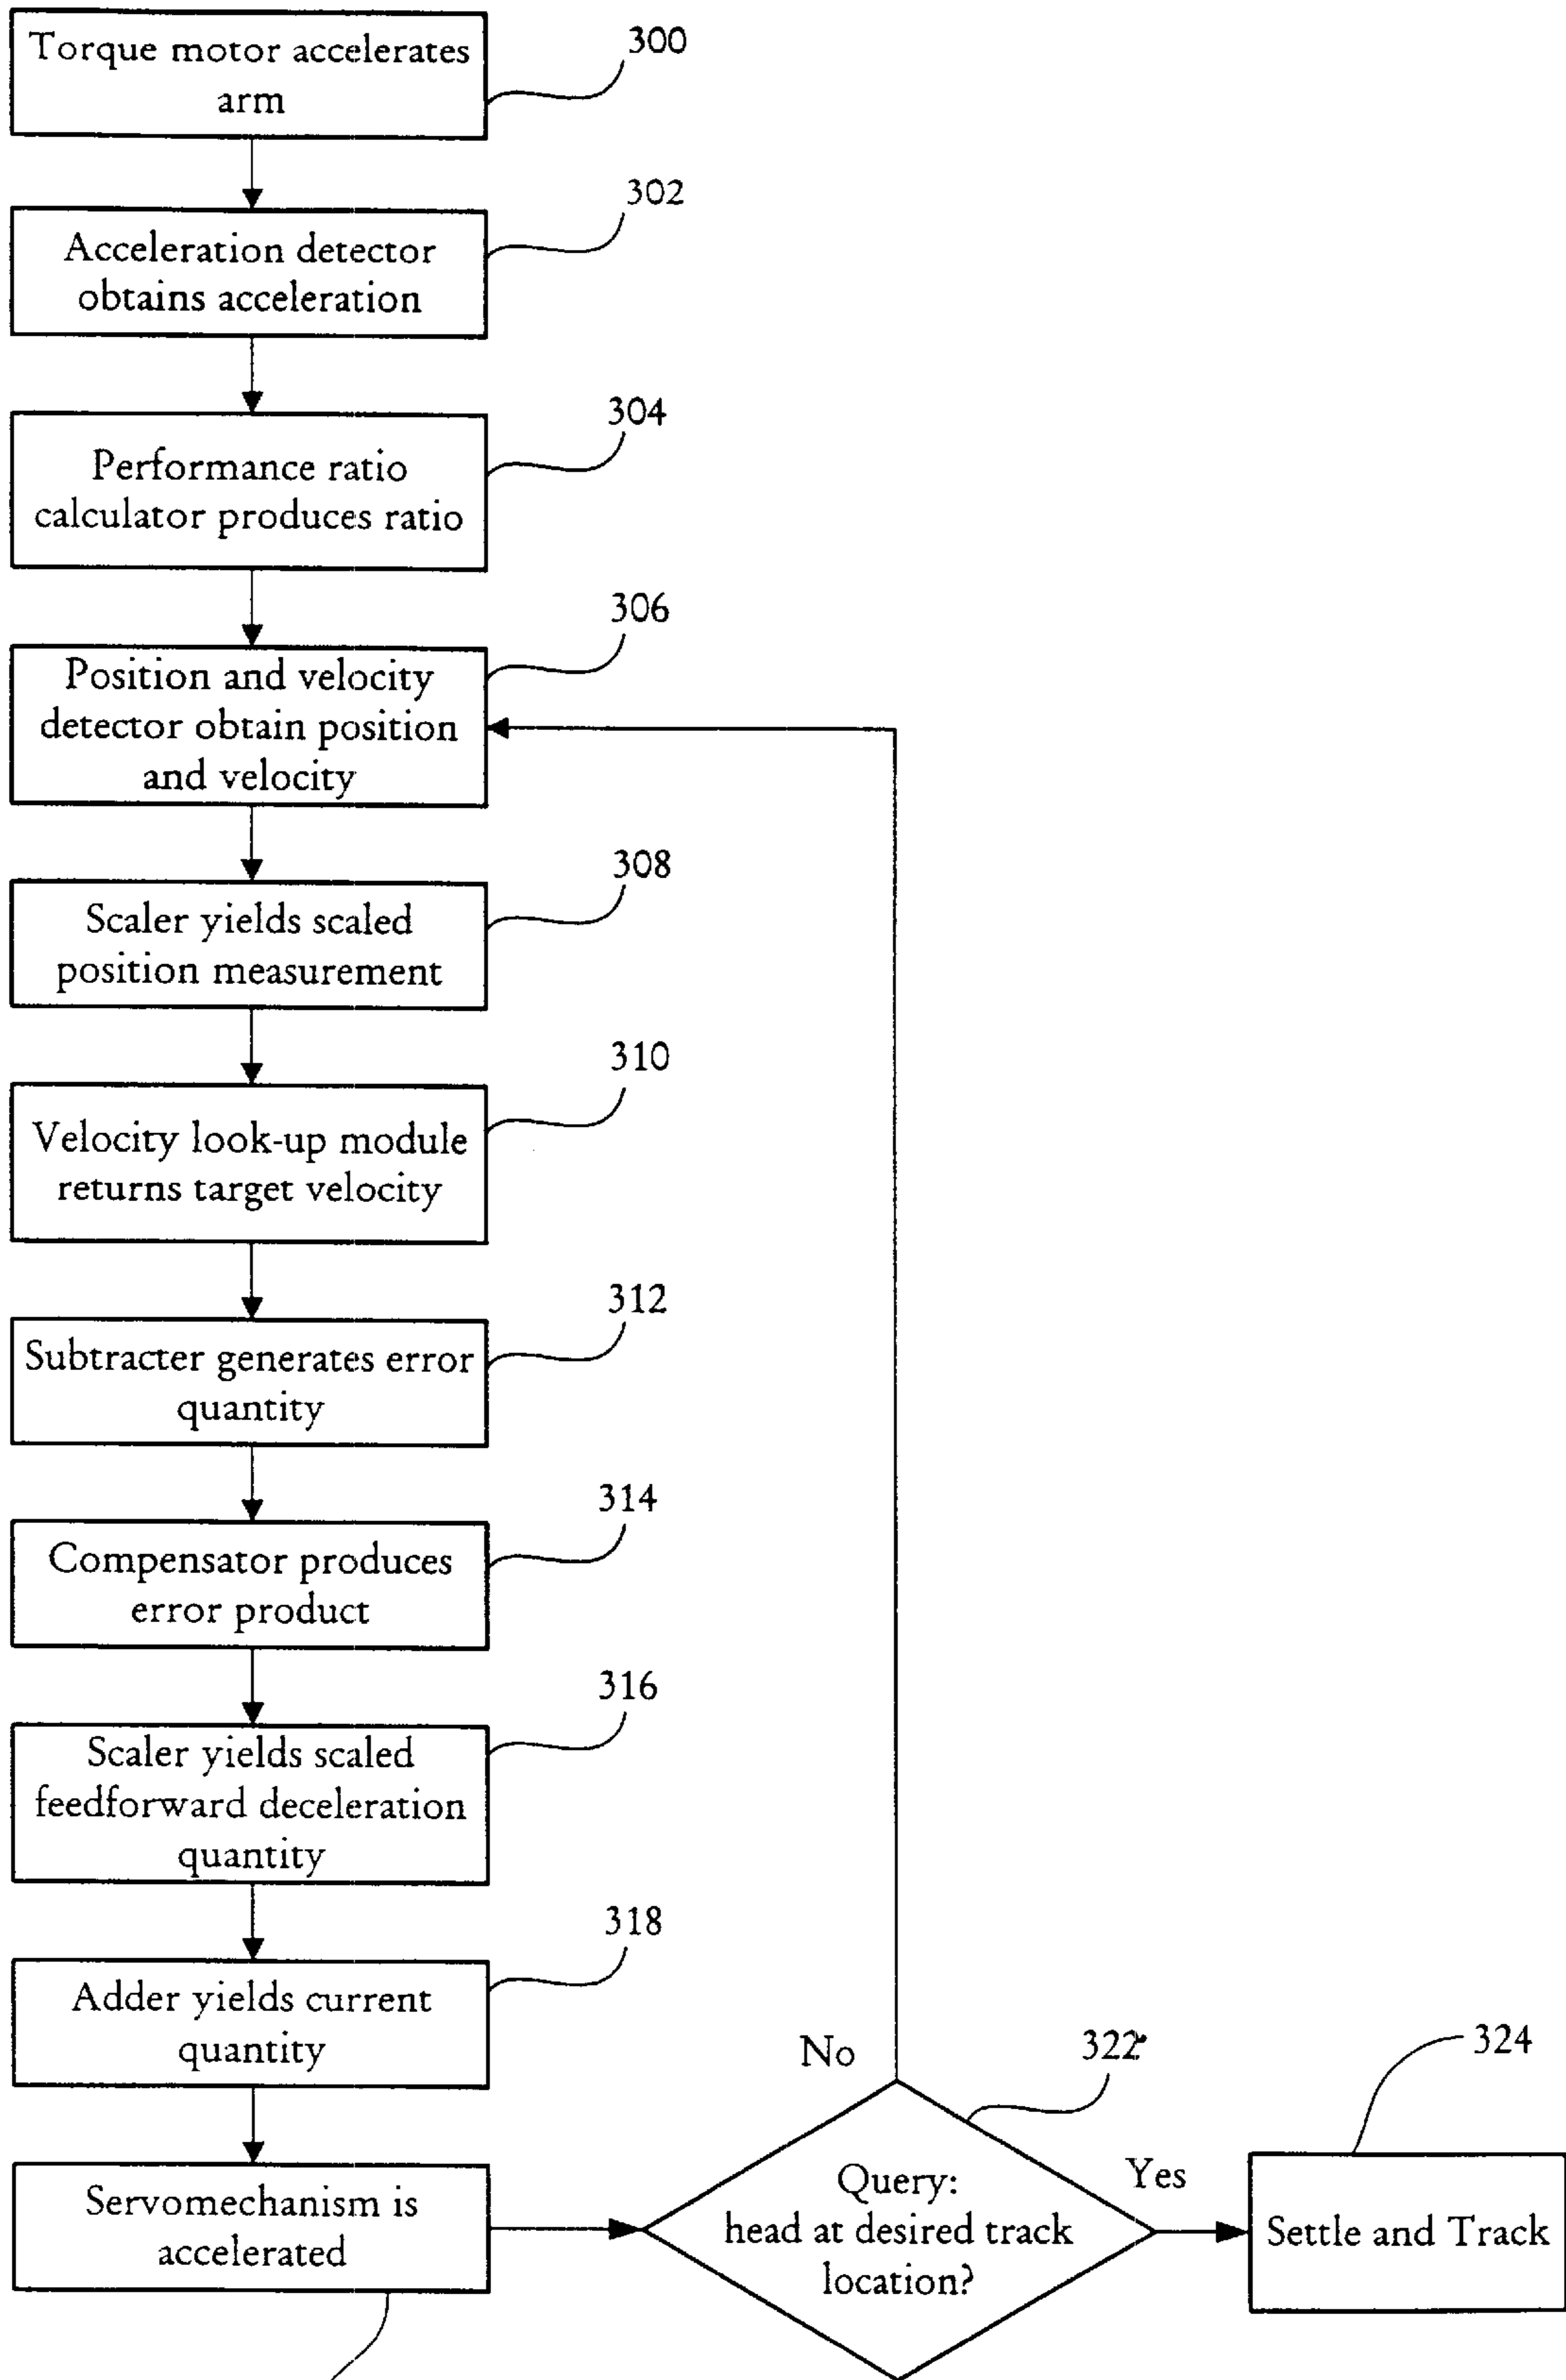 Torque motor accelerates
arm
300
Acceleration detector
obtains acceleration
302
Performance ratio
calculator produces ratio
304
Position and velocity
detector obtain position
and velocity
306
Scaler yields scaled
position measurement
308
Velocity look-up module
returns target velocity
310
Subtracter generates error
quantity
312
Compensator produces
error product
314
Scaler yields scaled
feedforward deceleration
quantity
316
Adder yields current
quantity
318
Servomechanism is
accelerated
No
322
Query:
head at desired track
location?
Yes
324
Settle and Track